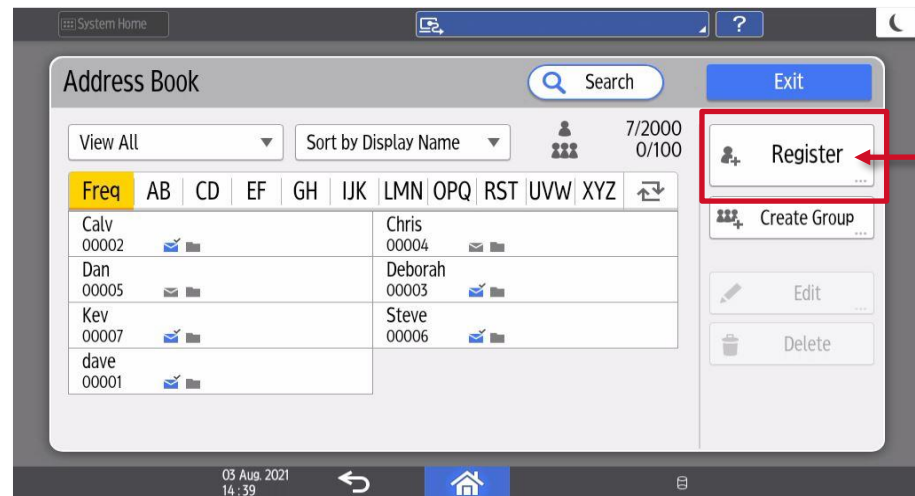 System Home
?
Address Book
Search
Exit
View All
Sort by Display Name
7/2000
0/100
Register
...
Freq AB CD EF GH IJK LMN OPQ RST UVW XYZ
Create Group
...
Calv
00002
Chris
00004
Dan
00005
Deborah
00003
Edit
...
Kev
00007
Steve
00006
Delete
dave
00001
03 Aug. 2021
14:39